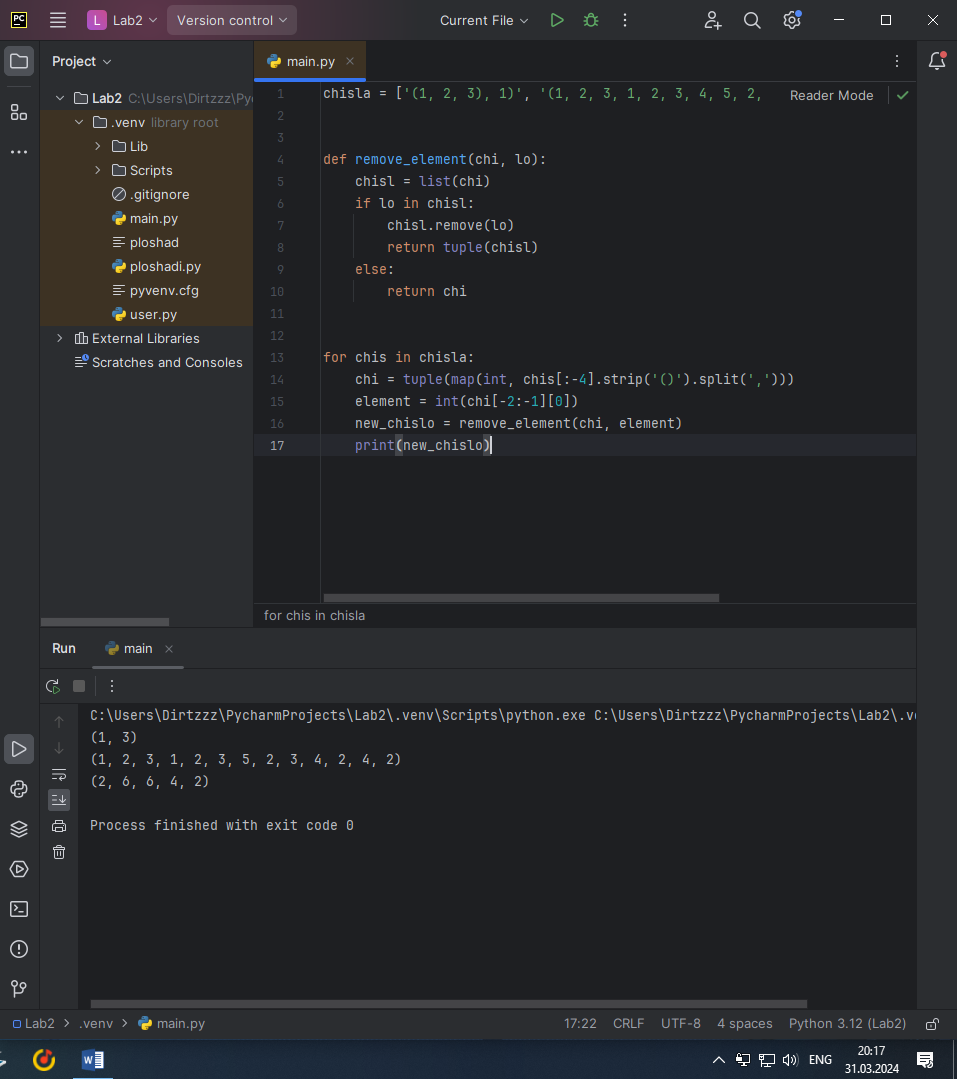 PC
L Lab2 Version control Current File
Project
main.py
Lab2 C:\Users\Dirtzzz\Py
.venv library root
Lib
Scripts
.gitignore
main.py
ploshad
ploshadi.py
pyvenv.cfg
user.py
External Libraries
Scratches and Consoles
Reader Mode
1 chisla = ['(1, 2, 3), 1)', '(1, 2, 3, 1, 2, 3, 4, 5, 2,
2
3
4 def remove_element(chi, lo):
5     chisl = list(chi)
6     if lo in chisl:
7         chisl.remove(lo)
8         return tuple(chisl)
9     else:
10         return chi
11
12
13 for chis in chisla:
14     chi = tuple(map(int, chis[:-4].strip('()').split(',')))
15     element = int(chi[-2:-1][0])
16     new_chislo = remove_element(chi, element)
17     print(new_chislo)
for chis in chisla
Run main
C:\Users\Dirtzzz\PycharmProjects\Lab2\.venv\Scripts\python.exe C:\Users\Dirtzzz\PycharmProjects\Lab2\.ve
(1, 3)
(1, 2, 3, 1, 2, 3, 5, 2, 3, 4, 2, 4, 2)
(2, 6, 6, 4, 2)
Process finished with exit code 0
Lab2 .venv main.py 17:22 CRLF UTF-8 4 spaces Python 3.12 (Lab2)
W ENG 20:17
31.03.2024